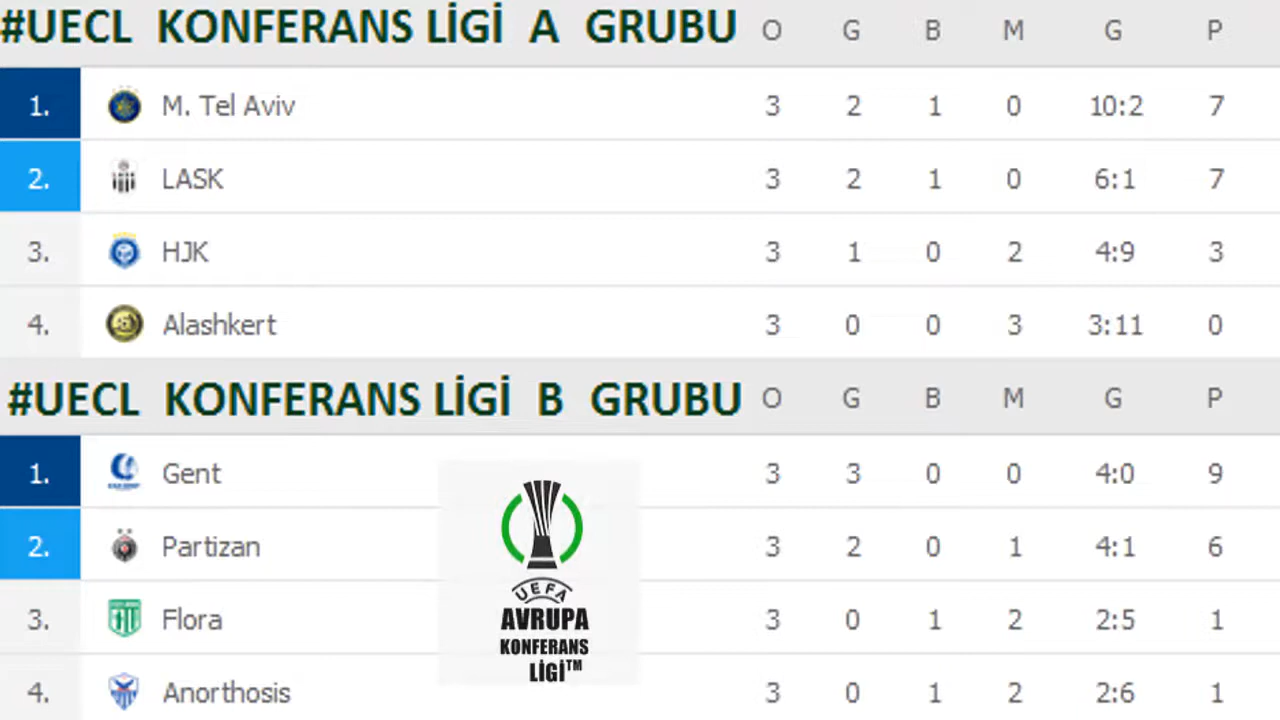 #UECL KONFERANS LİGİ A GRUBU O G B M G P
1. M. Tel Aviv 3 2 1 0 10:2 7
2. LASK 3 2 1 0 6:1 7
3. HJK 3 1 0 2 4:9 3
4. Alashkert 3 0 0 3 3:11 0
#UECL KONFERANS LİGİ B GRUBU O G B M G P
1. Gent 3 3 0 0 4:0 9
2. Partizan 3 2 0 1 4:1 6
3. Flora 3 0 1 2 2:5 1
4. Anorthosis 3 0 1 2 2:6 1
UEFA
AVRUPA
KONFERANS
LİGİ™